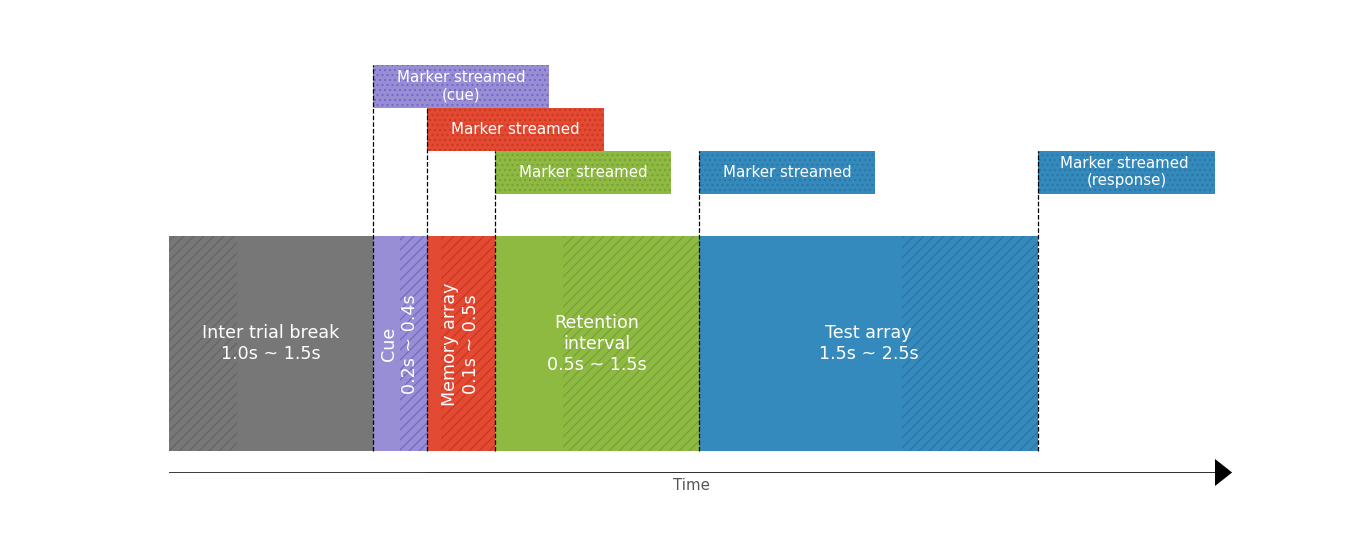 Marker streamed
(cue)
Marker streamed
Marker streamed
Marker streamed
Marker streamed
(response)
Inter trial break
1.0s ~ 1.5s
Cue
0.2s ~ 0.4s
Memory array
0.1s ~ 0.5s
Retention
interval
0.5s ~ 1.5s
Test array
1.5s ~ 2.5s
Time